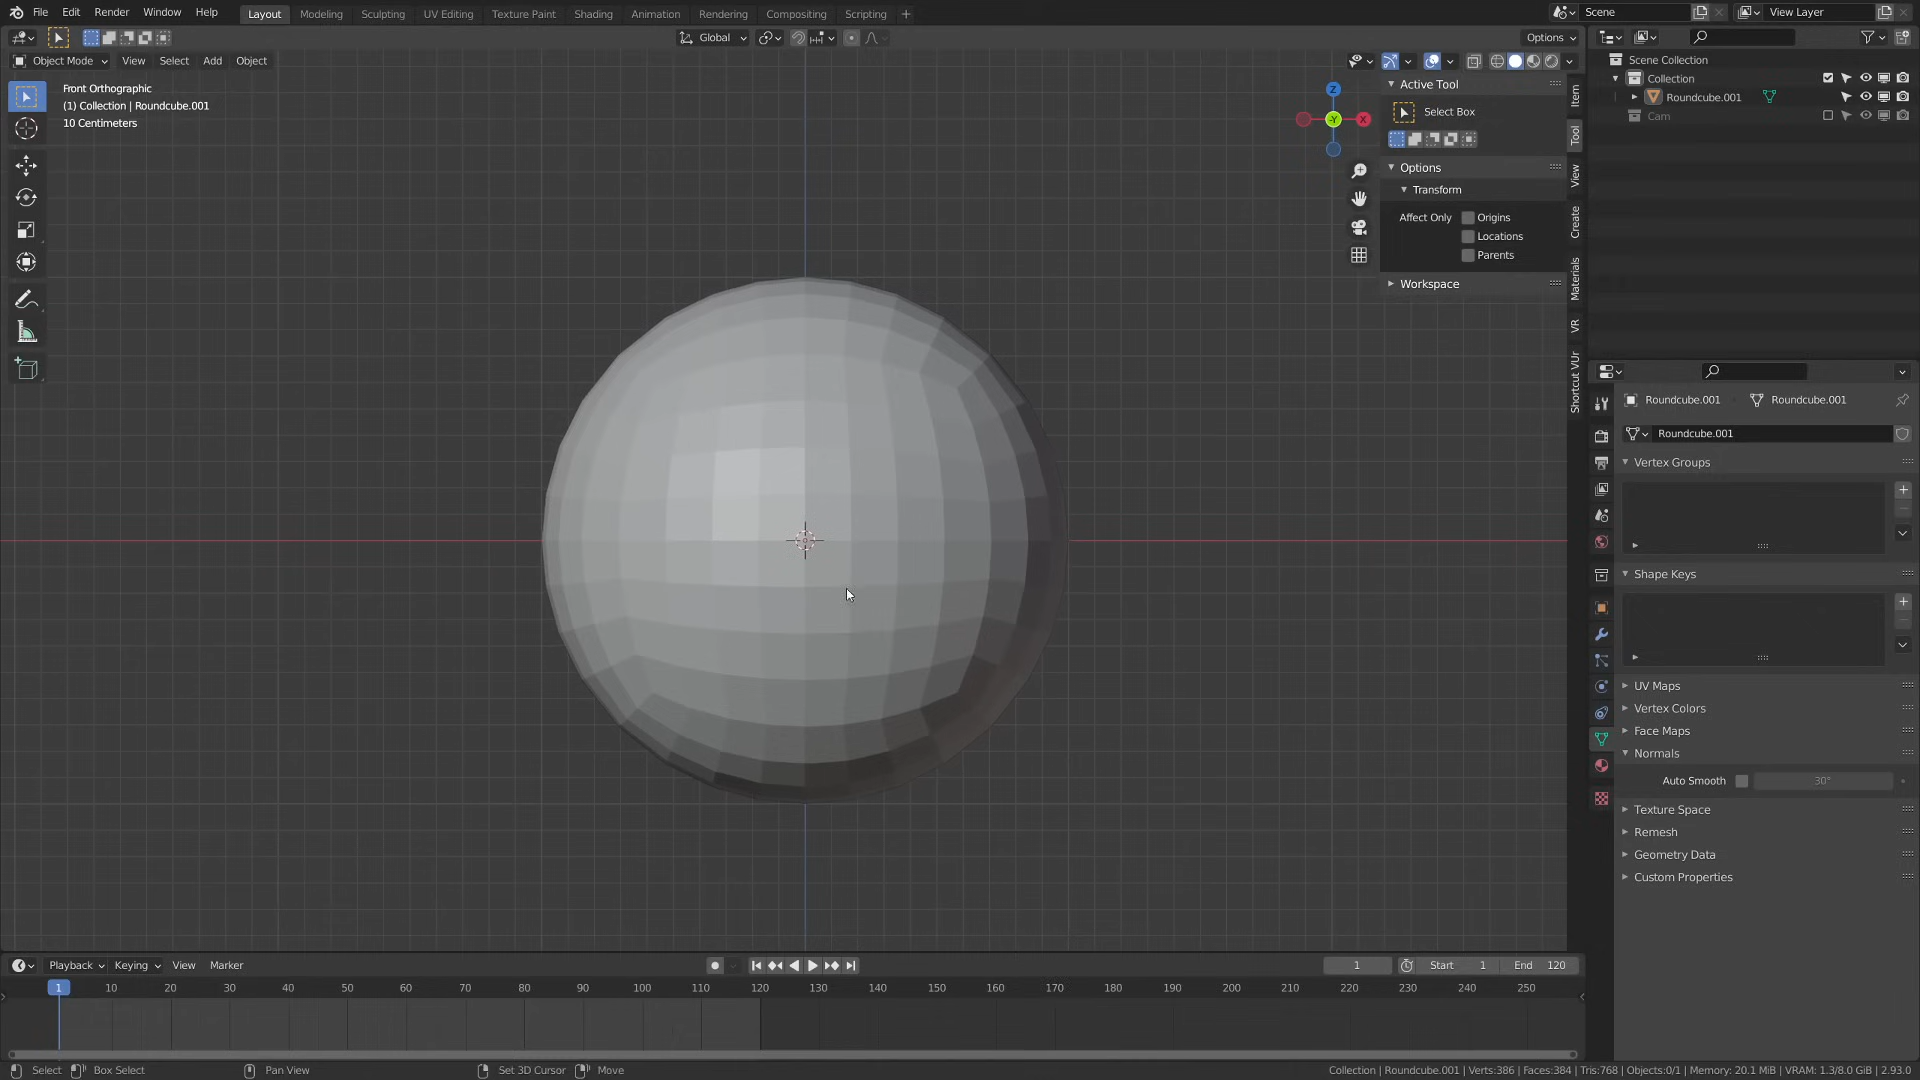 File Edit Render Window Help Layout Modeling Sculpting UV Editing Texture Paint Shading Animation Rendering Compositing Scripting + Scene View Layer
Global Options
Object Mode View Select Add Object
Front Orthographic
(1) Collection | Roundcube.001
10 Centimeters
Z
-Y
X
Active Tool
Select Box
Options
Transform
Affect Only Origins
Locations
Parents
Workspace
Item
Tool
View
Create
Materials
VR
Shortcut VUr
Scene Collection
Collection
Roundcube.001
Cam
Roundcube.001 Roundcube.001
Roundcube.001
Vertex Groups
Shape Keys
UV Maps
Vertex Colors
Face Maps
Normals
Auto Smooth 30°
Texture Space
Remesh
Geometry Data
Custom Properties
Playback Keying View Marker 1 Start 1 End 120
1 10 20 30 40 50 60 70 80 90 100 110 120 130 140 150 160 170 180 190 200 210 220 230 240 250
Select Box Select Pan View Set 3D Cursor Move Collection | Roundcube.001 | Verts:386 | Faces:384 | Tris:768 | Objects:0/1 | Memory: 20.1 MiB | VRAM: 1.3/8.0 GiB | 2.93.0